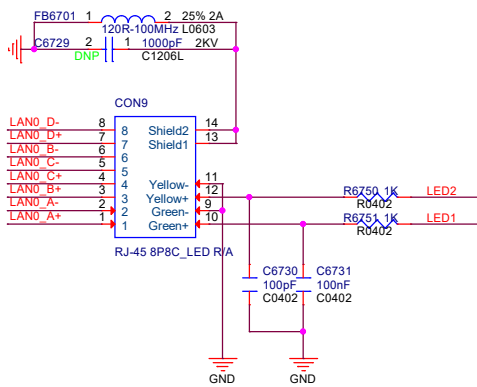 FB6701 1 2 25% 2A
120R-100MHz L0603
C6729 2 1 1000pF 2KV
DNP C1206L
CON9
LAN0_D- 8 8 Shield2 14
LAN0_D+ 7 7 Shield1 13
LAN0_B- 6 6
LAN0_C- 5 5
LAN0_C+ 4 4 Yellow- 11
LAN0_B+ 3 3 Yellow+ 12
LAN0_A- 2 2 Green- 9
LAN0_A+ 1 1 Green+ 10
R6750 1K LED2
R0402
R6751 1K LED1
R0402
RJ-45 8P8C_LED R/A
C6730 C6731
100pF 100nF
C0402 C0402
GND GND